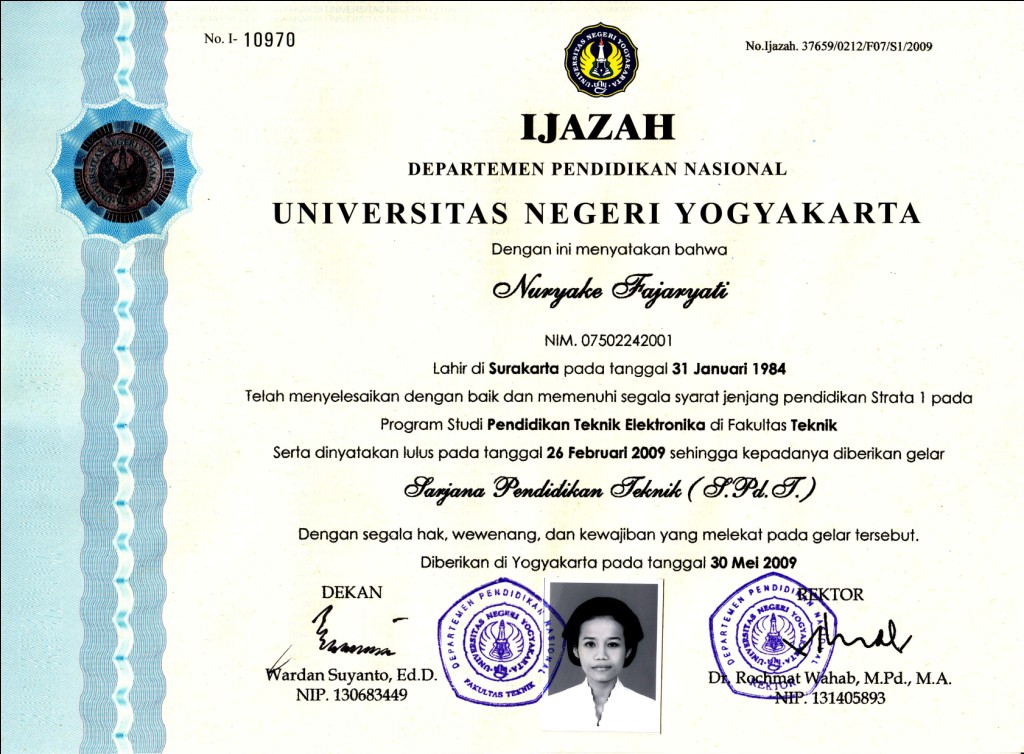 No. I- 10970
No.Ijazah. 37659/0212/F07/S1/2009
UNIVERSITAS NEGERI YOGYAKARTA
UNIVERSITAS NEGERI YOGYAKARTA
IJAZAH
DEPARTEMEN PENDIDIKAN NASIONAL
UNIVERSITAS NEGERI YOGYAKARTA
Dengan ini menyatakan bahwa
Nuryake Fajaryati
NIM. 07502242001
Lahir di Surakarta pada tanggal 31 Januari 1984
Telah menyelesaikan dengan baik dan memenuhi segala syarat jenjang pendidikan Strata 1 pada
Program Studi Pendidikan Teknik Elektronika di Fakultas Teknik
Serta dinyatakan lulus pada tanggal 26 Februari 2009 sehingga kepadanya diberikan gelar
Sarjana Pendidikan Teknik (S.Pd.T.)
Dengan segala hak, wewenang, dan kewajiban yang melekat pada gelar tersebut.
Diberikan di Yogyakarta pada tanggal 30 Mei 2009
DEKAN
Wardan Suyanto, Ed.D.
NIP. 130683449
DEPARTEMEN PENDIDIKAN NASIONAL
UNIVERSITAS NEGERI YOGYAKARTA
FAKULTAS TEKNIK
REKTOR
DEPARTEMEN PENDIDIKAN NASIONAL
UNIVERSITAS NEGERI YOGYAKARTA
REKTOR
Dr. Rochmat Wahab, M.Pd., M.A.
NIP. 131405893